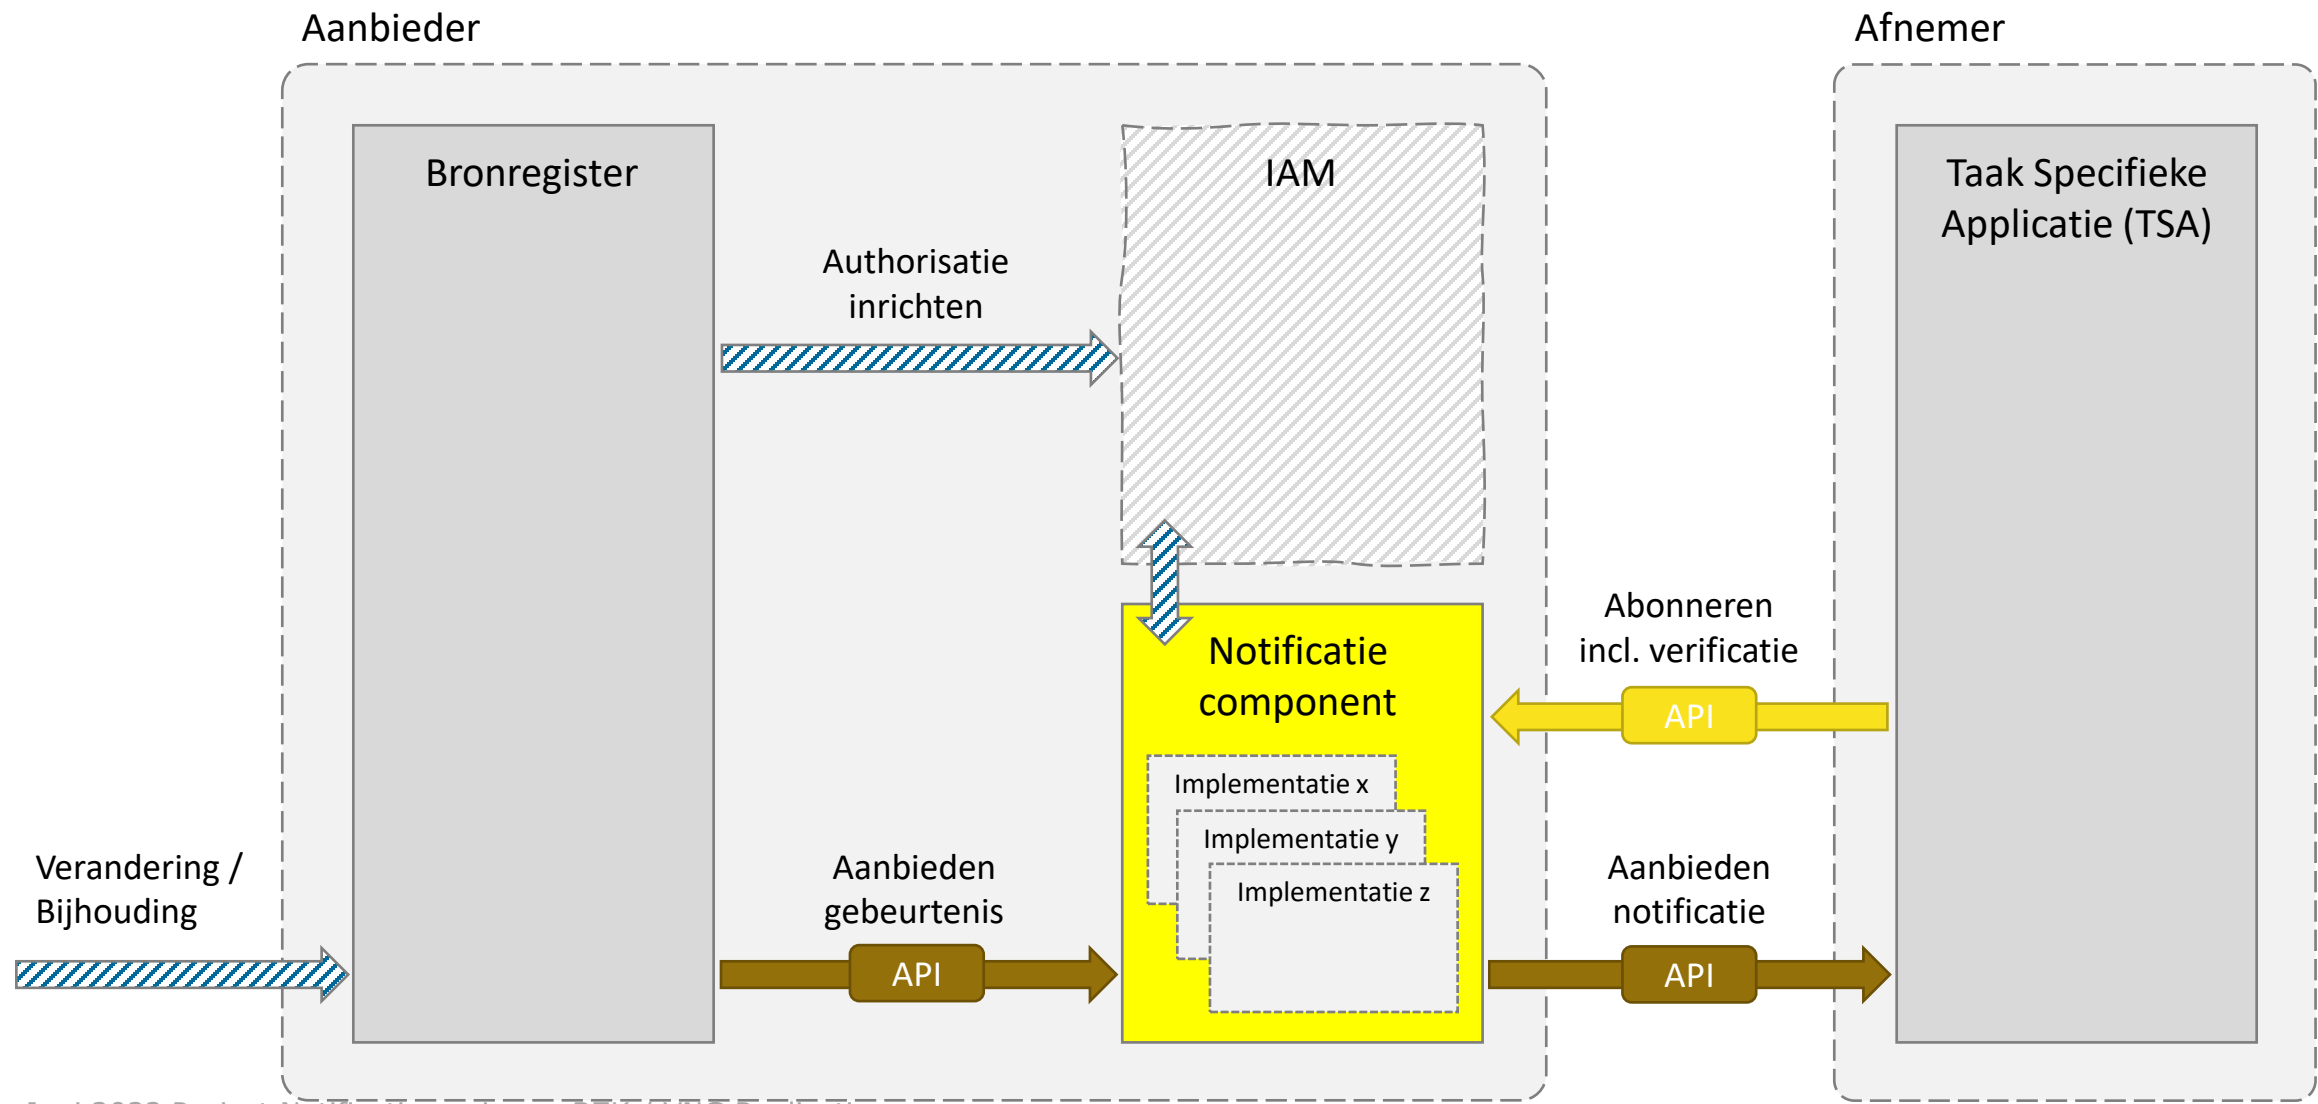 Aanbieder
Afnemer
Bronregister
IAM
Taak Specifieke
Applicatie (TSA)
Authorisatie
inrichten
Abonneren
incl. verificatie
API
Notificatie
component
Implementatie x
Implementatie y
Implementatie z
Verandering /
Bijhouding
Aanbieden
gebeurtenis
API
Aanbieden
notificatie
API